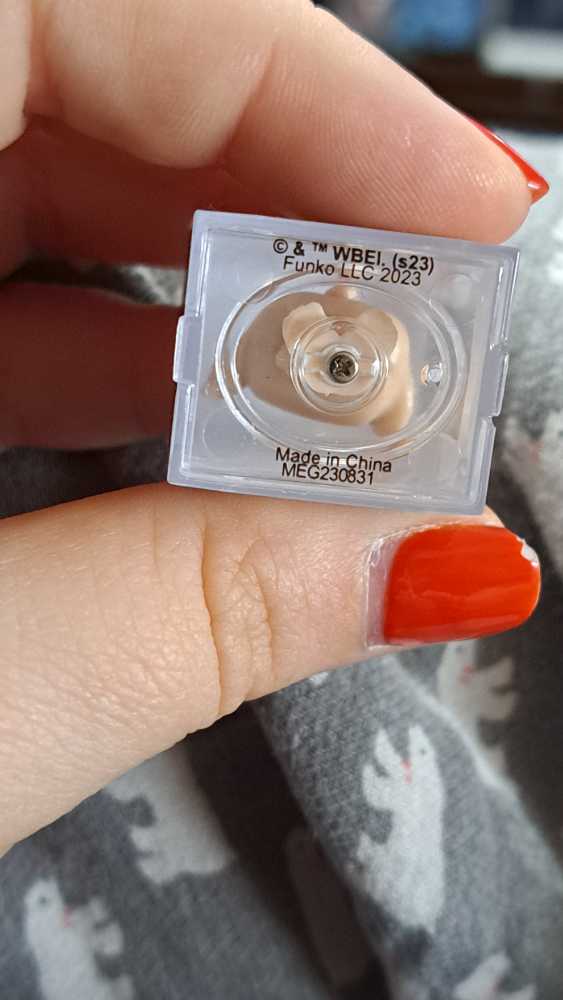 © & ™ WBEI. (s23)
Funko LLC 2023
Made in China
MEG230831